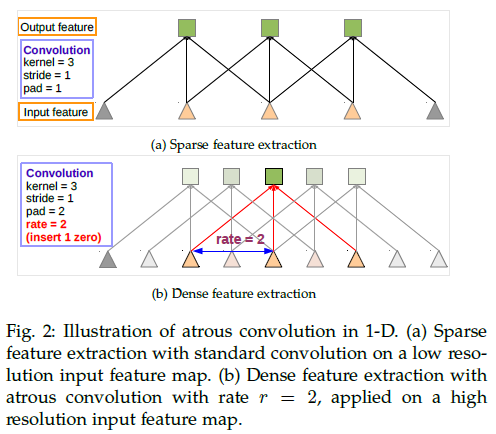 Output feature
Convolution
kernel = 3
stride = 1
pad = 1
Input feature
(a) Sparse feature extraction
Convolution
kernel = 3
stride = 1
pad = 2
rate = 2
(insert 1 zero)
rate = 2
(b) Dense feature extraction
Fig. 2: Illustration of atrous convolution in 1-D. (a) Sparse
feature extraction with standard convolution on a low reso-
lution input feature map. (b) Dense feature extraction with
atrous convolution with rate r = 2, applied on a high
resolution input feature map.